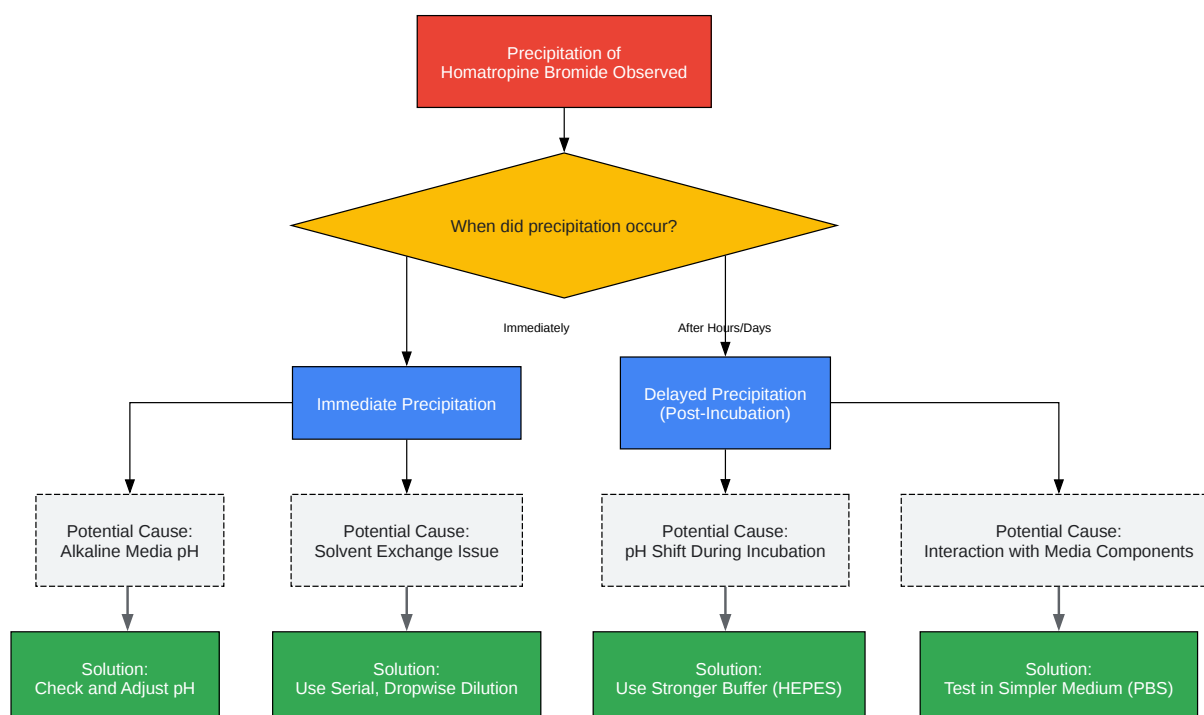 Precipitation of
Homatropine Bromide Observed
When did precipitation occur?
Immediately
After Hours/Days
Immediate Precipitation
Delayed Precipitation
(Post-Incubation)
Potential Cause:
Alkaline Media pH
Potential Cause:
Solvent Exchange Issue
Potential Cause:
pH Shift During Incubation
Potential Cause:
Interaction with Media Components
Solution:
Check and Adjust pH
Solution:
Use Serial, Dropwise Dilution
Solution:
Use Stronger Buffer (HEPES)
Solution:
Test in Simpler Medium (PBS)